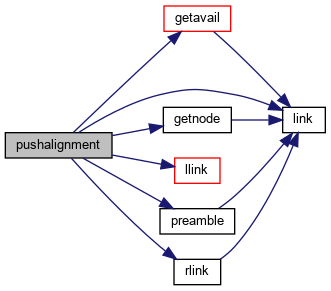 getavail
link
getnode
pushalignment
llink
preamble
rlink